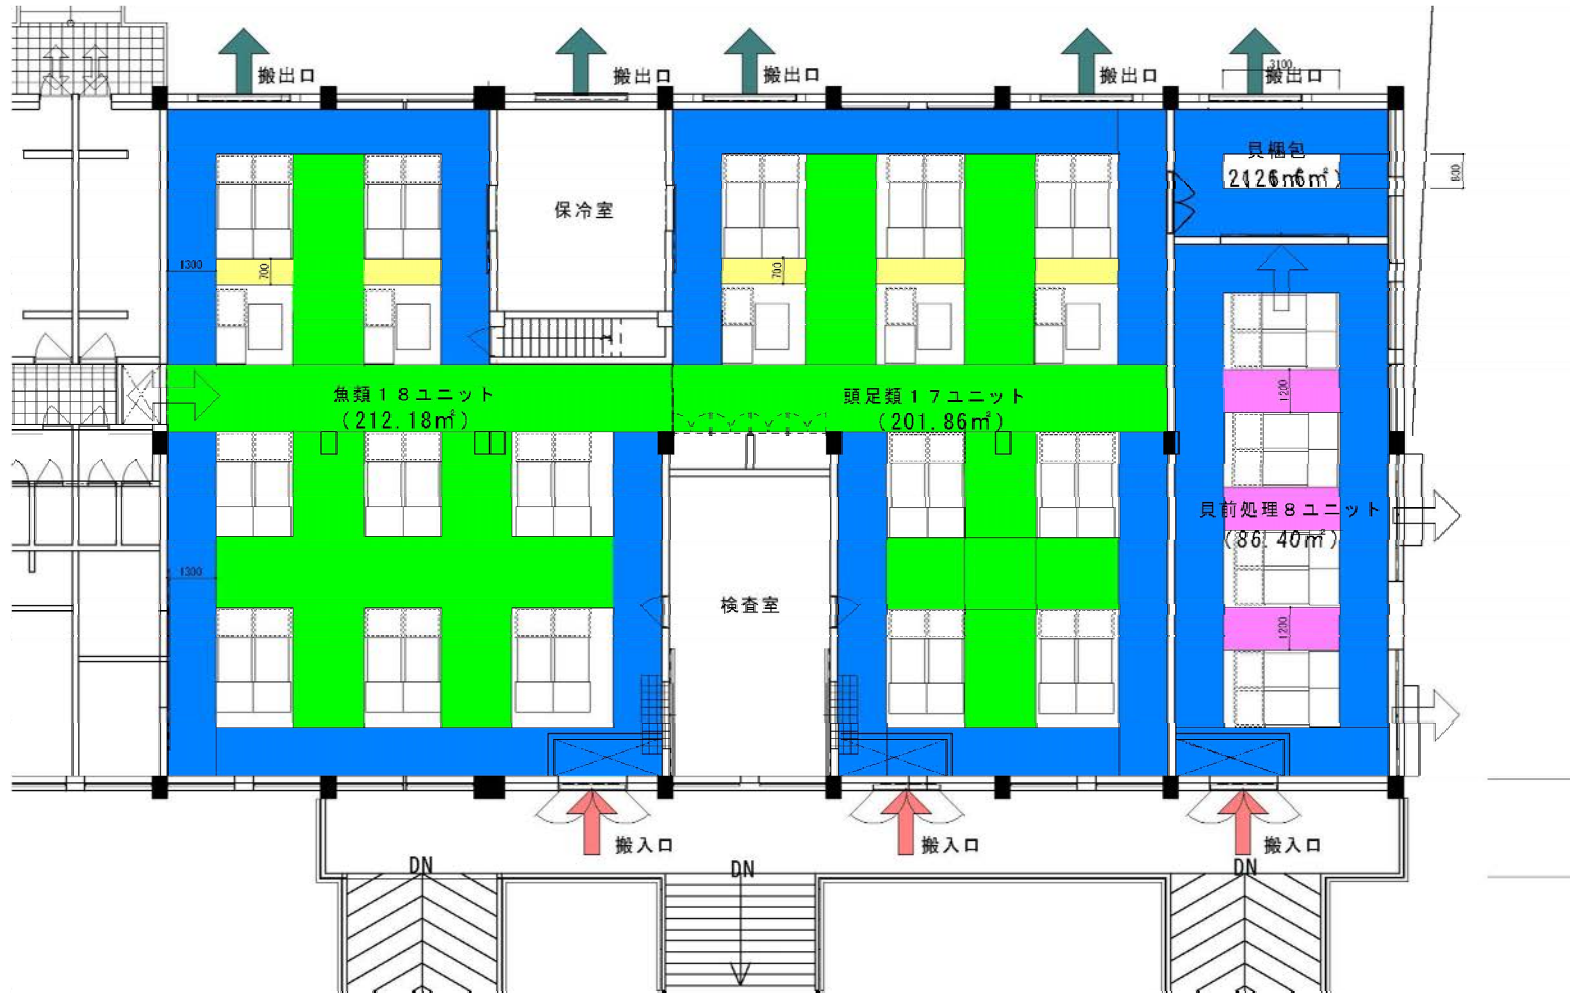 搬出口
搬出口
搬出口
搬出口
3100
搬出口
貝梱包
800
保冷室
1300
700
700
魚類18ユニット
(212.18㎡)
頭足類17ユニット
(201.86㎡)
1200
貝前処理8ユニット
(86.40㎡)
1300
検査室
1200
搬入口
搬入口
搬入口
DN
DN
DN